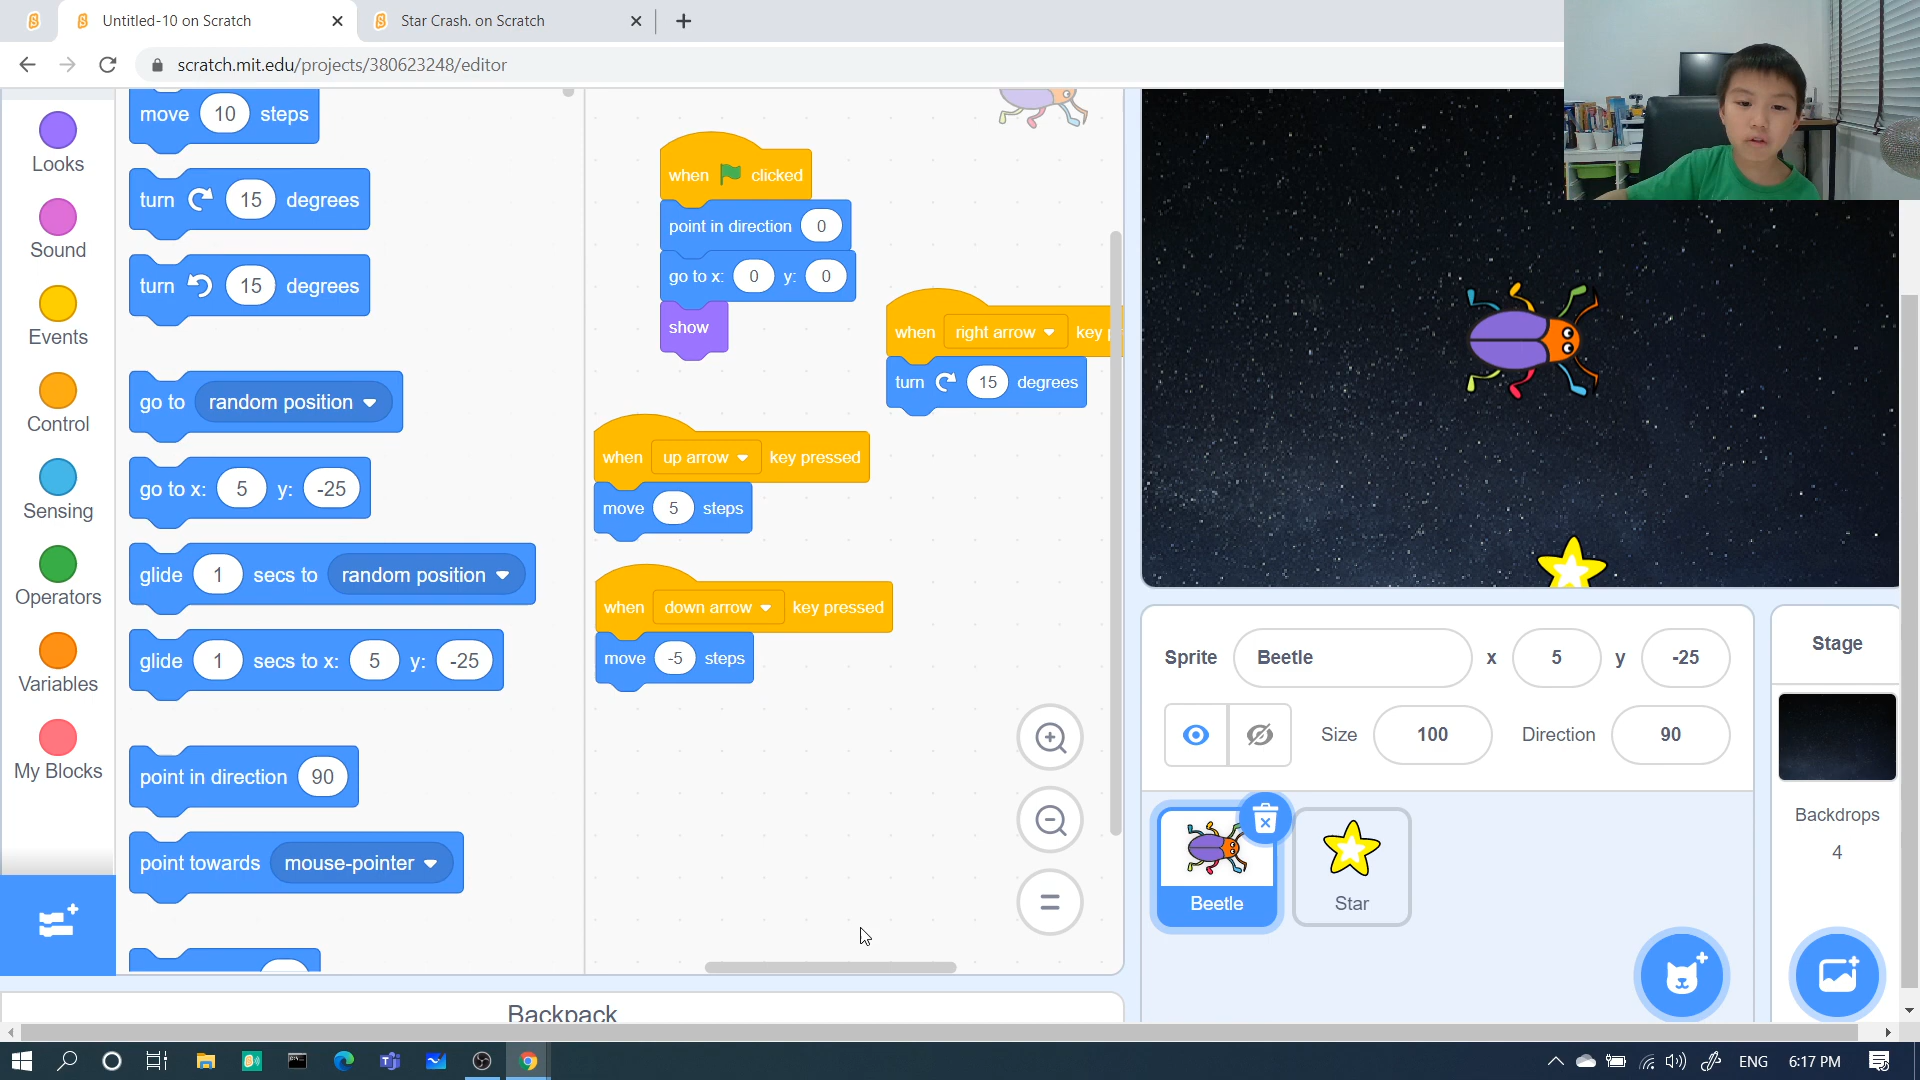 Untitled-10 on Scratch
Star Crash. on Scratch
scratch.mit.edu/projects/380623248/editor
Looks
Sound
Events
Control
Sensing
Operators
Variables
My Blocks
move 10 steps
turn 15 degrees
turn 15 degrees
go to random position
go to x: 5 y: -25
glide 1 secs to random position
glide 1 secs to x: 5 y: -25
point in direction 90
point towards mouse-pointer
when clicked
point in direction 0
go to x: 0 y: 0
show
when right arrow key p
turn 15 degrees
when up arrow key pressed
move 5 steps
when down arrow key pressed
move -5 steps
Backpack
Sprite Beetle x 5 y -25
Size 100 Direction 90
Beetle
Star
Stage
Backdrops
4
ENG 6:17 PM